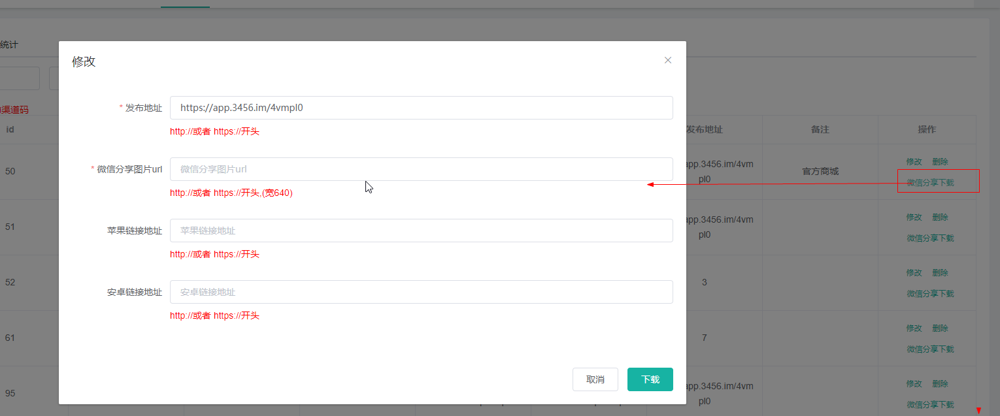 统计
修改
* 发布地址
https://app.3456.im/4vmpl0
http://或者 https://开头
* 微信分享图片url
微信分享图片url
http://或者 https://开头,(宽640)
苹果链接地址
苹果链接地址
http://或者 https://开头
安卓链接地址
安卓链接地址
http://或者 https://开头
取消 下载
渠道码
id 发布地址 备注 操作
50 app.3456.im/4vm
pl0 官方商城 修改 删除
微信分享下载
51 app.3456.im/4vm
pl0 修改 删除
微信分享下载
52 3 修改 删除
微信分享下载
61 7 修改 删除
微信分享下载
95 app.3456.im/4vm
pl0 修改 删除
微信分享下载